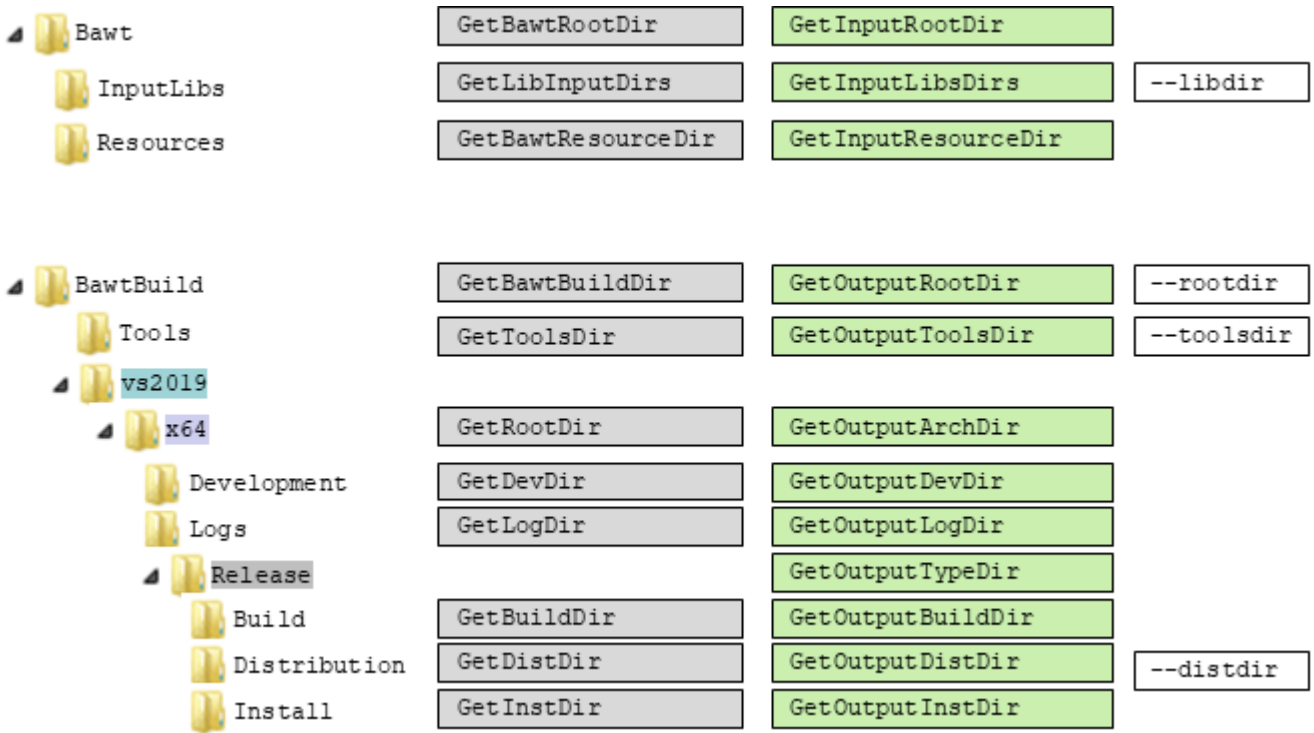 Bawt GetBawtRootDir GetInputRootDir
InputLibs GetLibInputDirs GetInputLibsDirs --libdir
Resources GetBawtResourceDir GetInputResourceDir
BawtBuild GetBawtBuildDir GetOutputRootDir --rootdir
Tools GetToolsDir GetOutputToolsDir --toolsdir
vs2019
x64 GetRootDir GetOutputArchDir
Development GetDevDir GetOutputDevDir
Logs GetLogDir GetOutputLogDir
Release GetOutputTypeDir
Build GetBuildDir GetOutputBuildDir
Distribution GetDistDir GetOutputDistDir --distdir
Install GetInstDir GetOutputInstDir